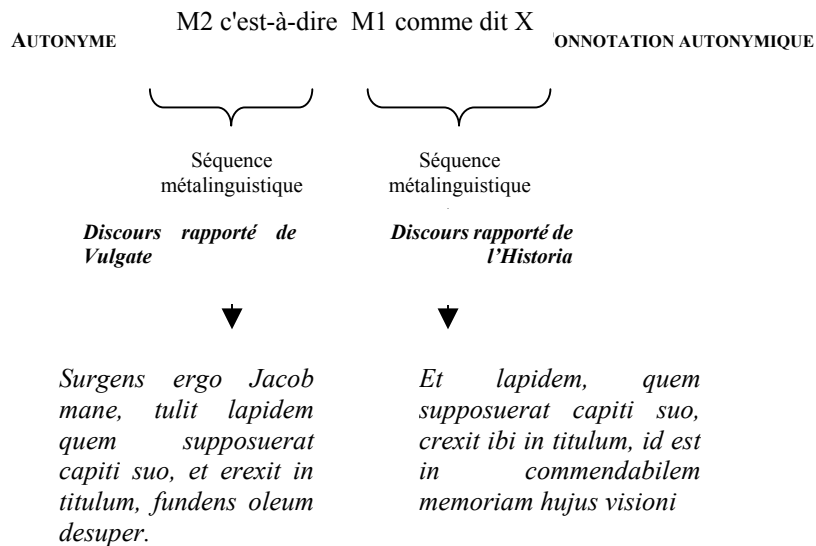 M2 c'est-à-dire M1 comme dit X
AUTONYME
'ONNOTATION AUTONYMIQUE
Séquence
métalinguistique
Séquence
métalinguistique
Discours rapporté de
Vulgate
Discours rapporté de
l’Historia
Surgens ergo Jacob
mane, tulit lapidem
quem supposuerat
capiti suo, et erexit in
titulum, fundens oleum
desuper.
Et lapidem, quem
supposuerat capiti suo,
crexit ibi in titulum, id est
in commendabilem
memoriam hujus visioni